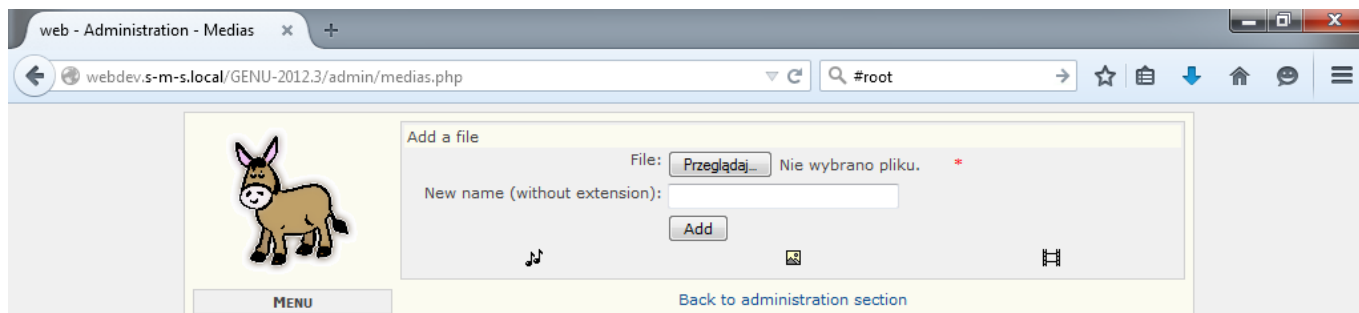 web - Administration - Medias
webdev.s-m-s.local/GENU-2012.3/admin/medias.php
#root
Add a file
File: Przeglądaj... Nie wybrano pliku. *
New name (without extension):
Add
MENU
Back to administration section